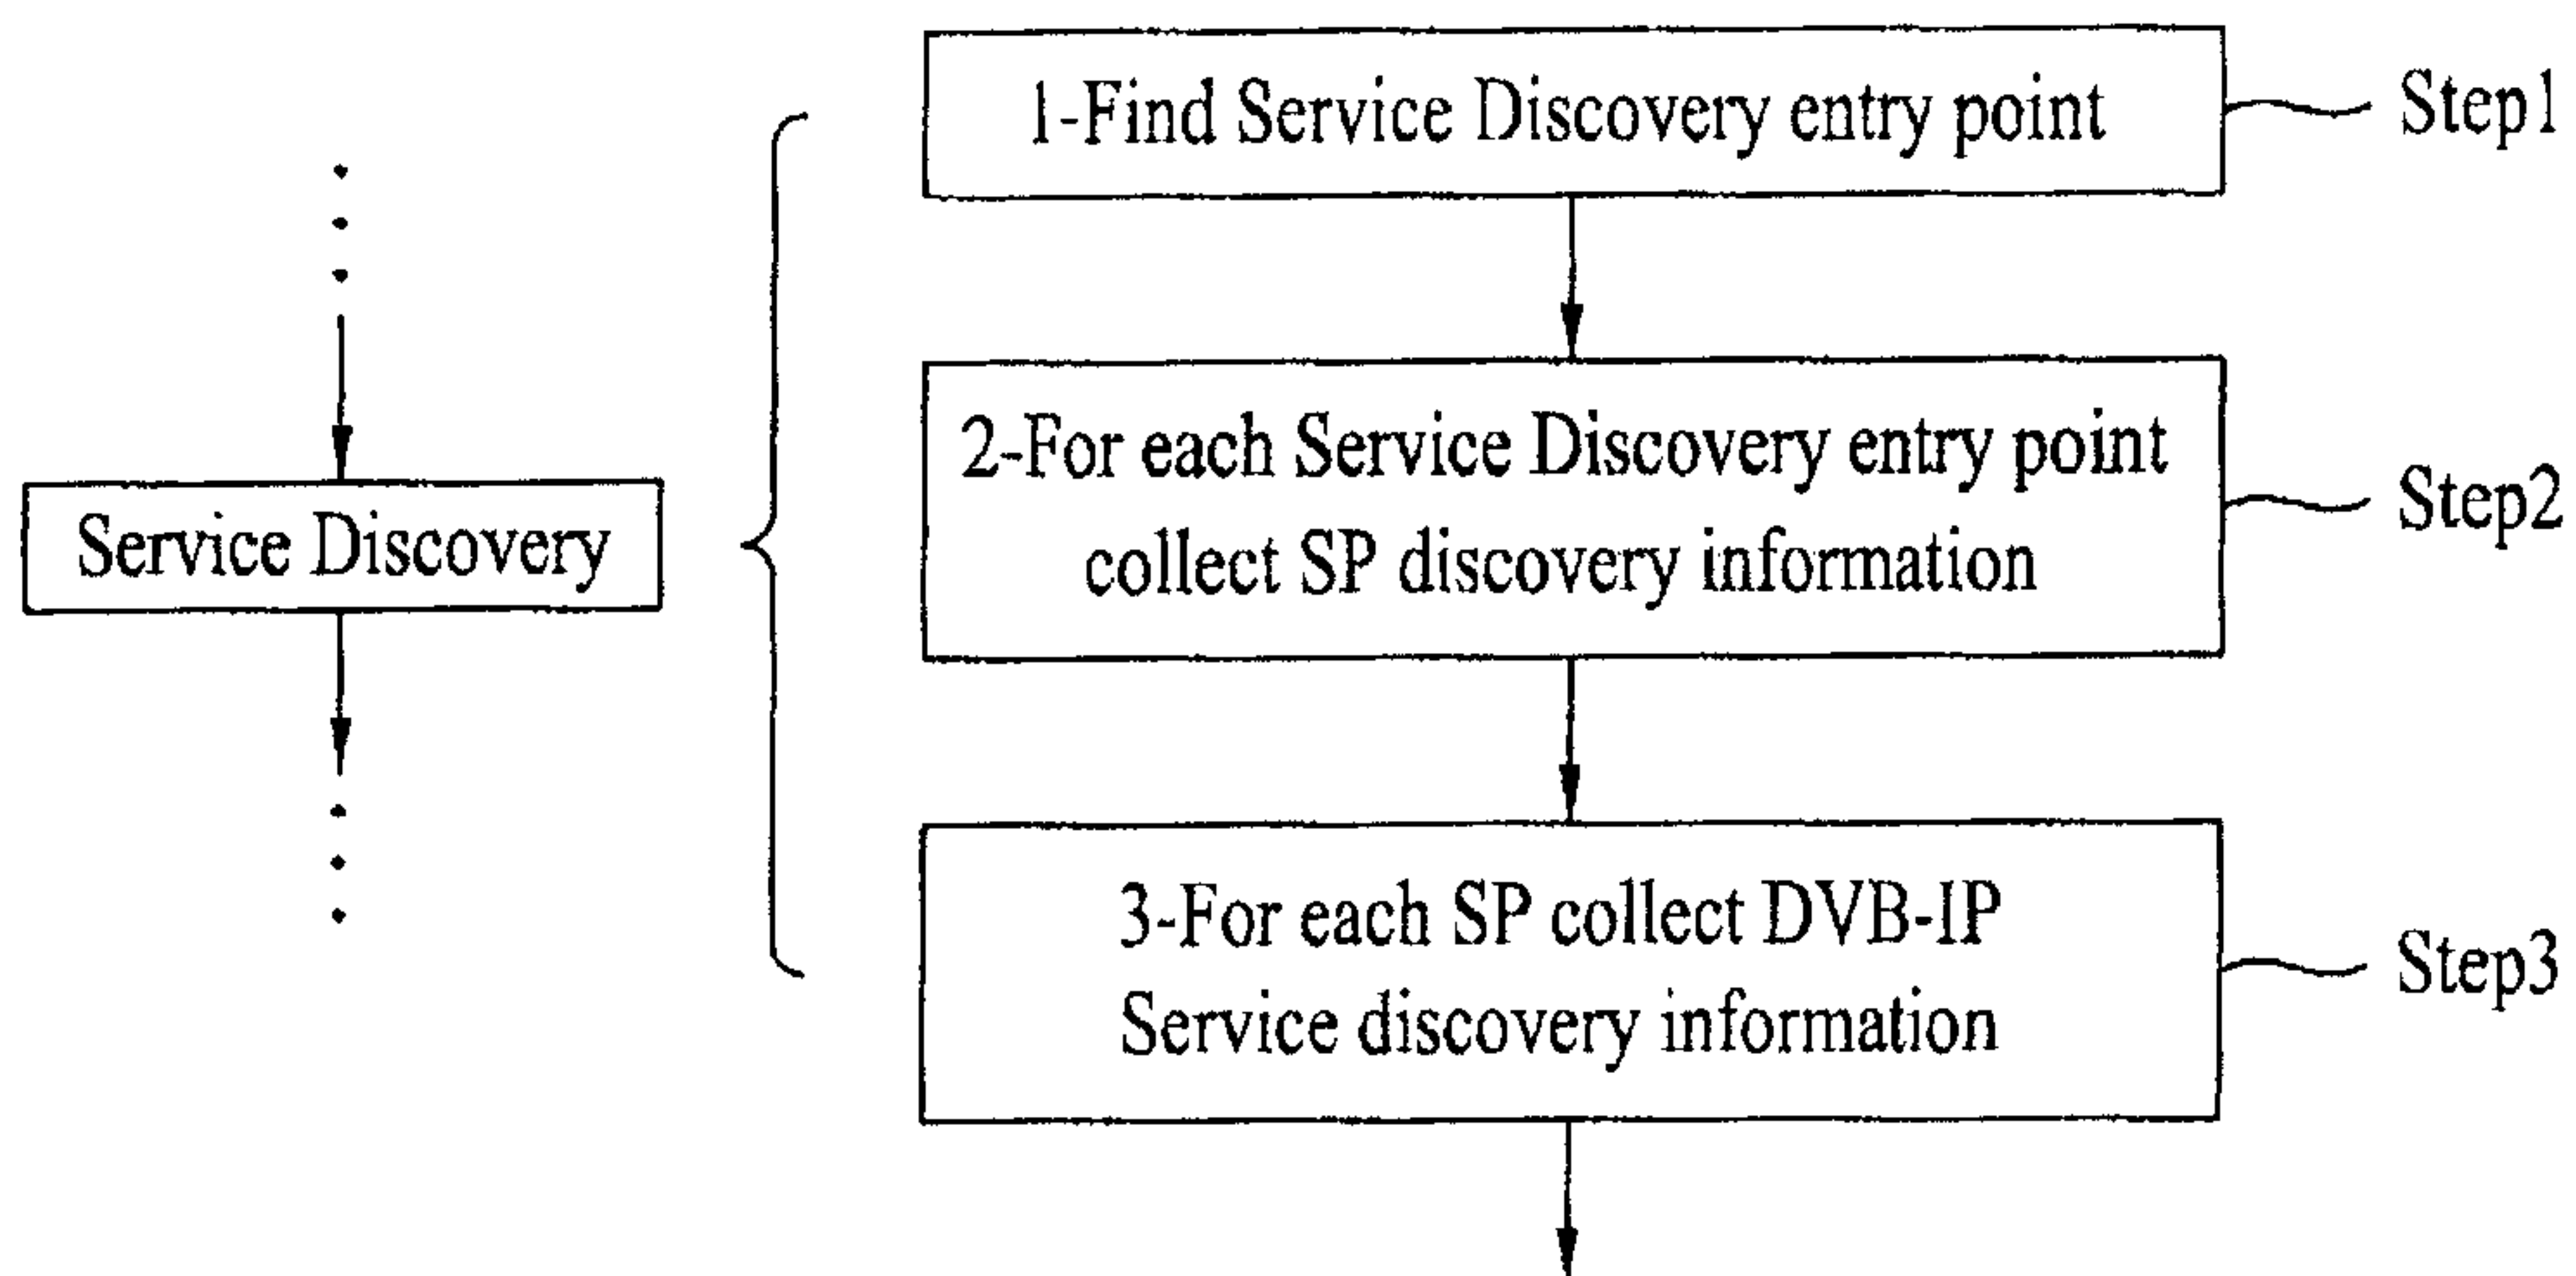 Service Discovery
1-Find Service Discovery entry point
Step1
2-For each Service Discovery entry point
collect SP discovery information
Step2
3-For each SP collect DVB-IP
Service discovery information
Step3